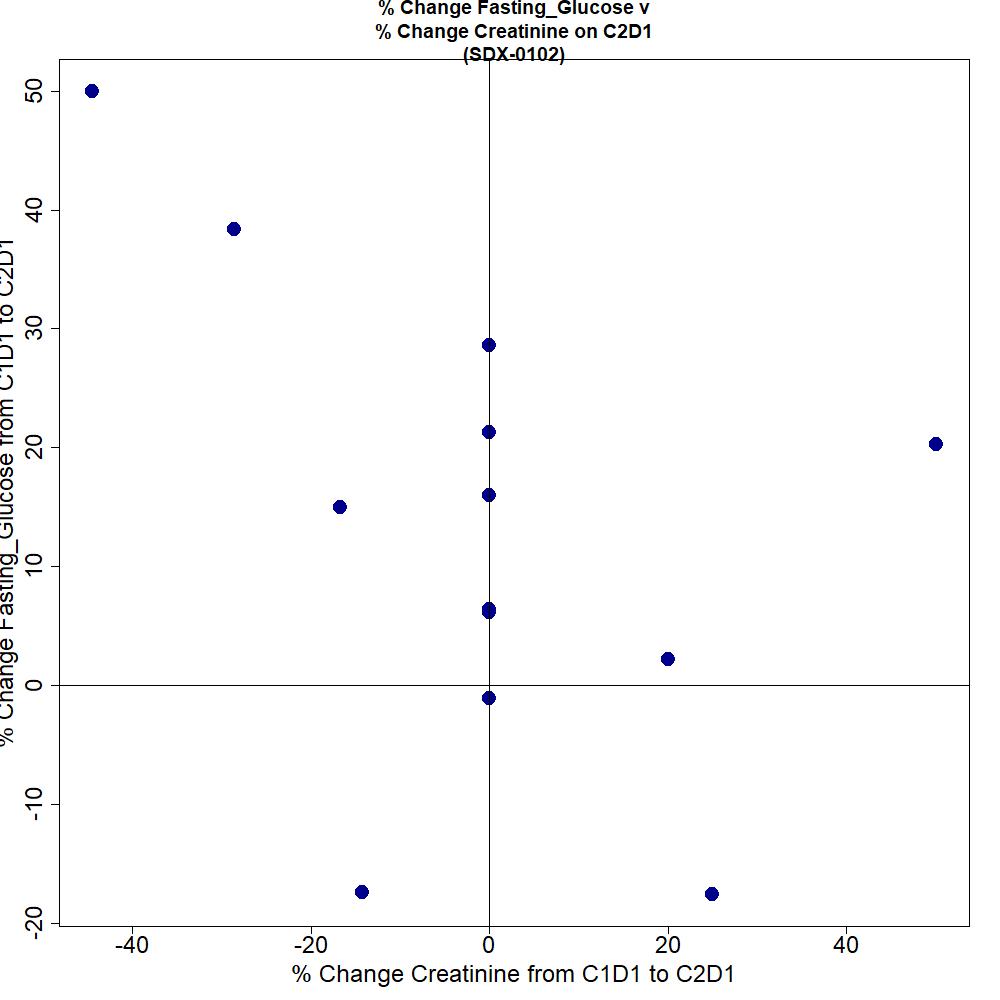 % Change Fasting_Glucose v
% Change Creatinine on C2D1
(SDX-0102)
% Change Fasting_Glucose from C1D1 to C2D1
50
40
30
20
10
0
-10
-20
-40
-20
0
20
40
% Change Creatinine from C1D1 to C2D1